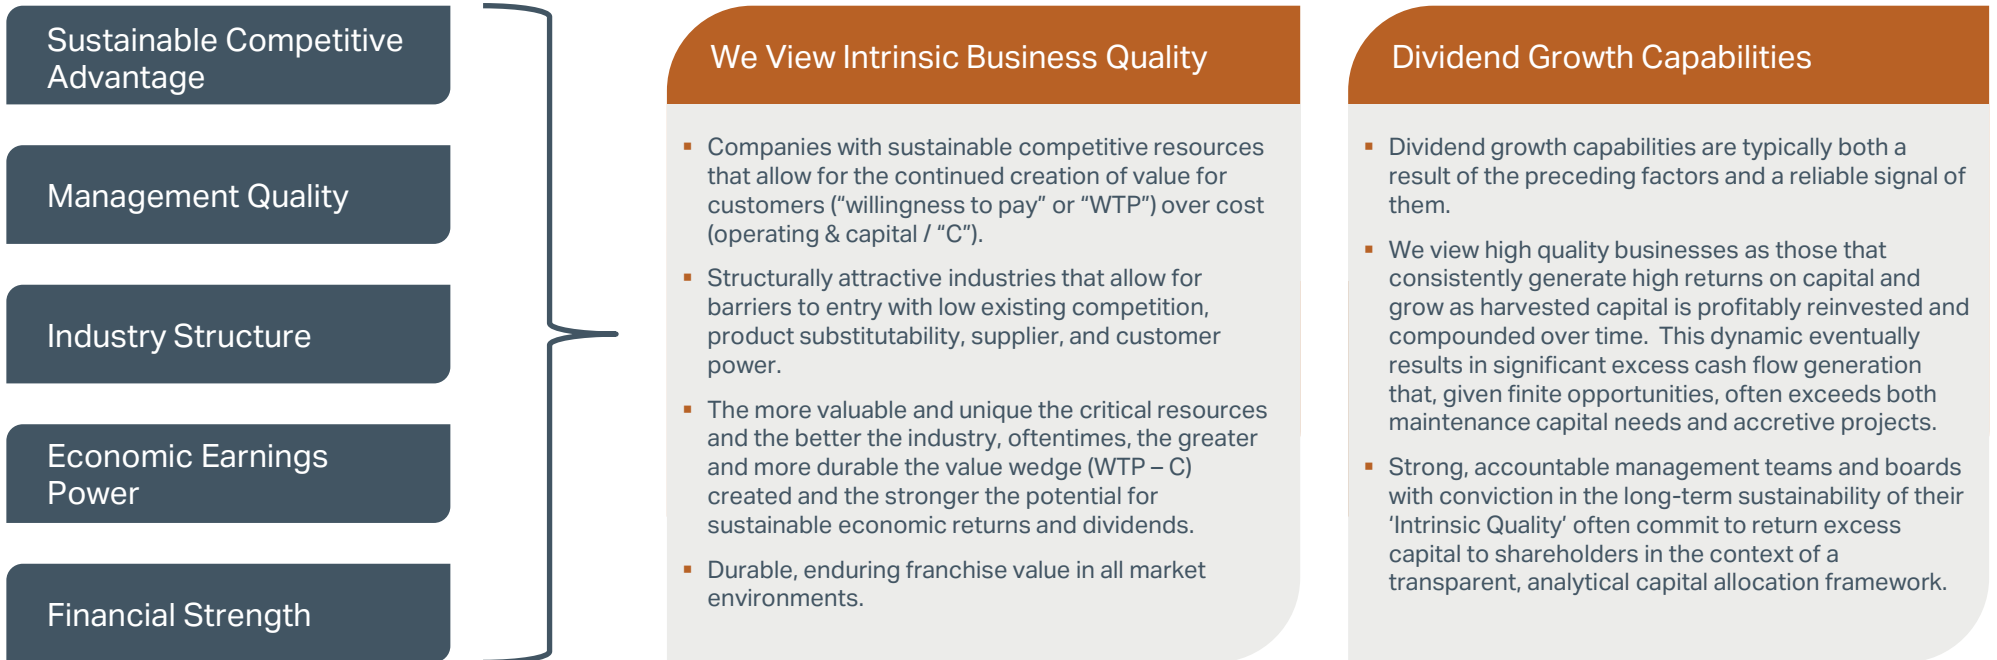 Sustainable Competitive
Advantage
Management Quality
Industry Structure
Economic Earnings
Power
Financial Strength
We View Intrinsic Business Quality
▪ Companies with sustainable competitive resources
that allow for the continued creation of value for
customers (“willingness to pay” or “WTP”) over cost
(operating & capital / “C”).
▪ Structurally attractive industries that allow for
barriers to entry with low existing competition,
product substitutability, supplier, and customer
power.
▪ The more valuable and unique the critical resources
and the better the industry, oftentimes, the greater
and more durable the value wedge (WTP – C)
created and the stronger the potential for
sustainable economic returns and dividends.
▪ Durable, enduring franchise value in all market
environments.
Dividend Growth Capabilities
▪ Dividend growth capabilities are typically both a
result of the preceding factors and a reliable signal of
them.
▪ We view high quality businesses as those that
consistently generate high returns on capital and
grow as harvested capital is profitably reinvested and
compounded over time.  This dynamic eventually
results in significant excess cash flow generation
that, given finite opportunities, often exceeds both
maintenance capital needs and accretive projects.
▪ Strong, accountable management teams and boards
with conviction in the long-term sustainability of their
‘Intrinsic Quality’ often commit to return excess
capital to shareholders in the context of a
transparent, analytical capital allocation framework.